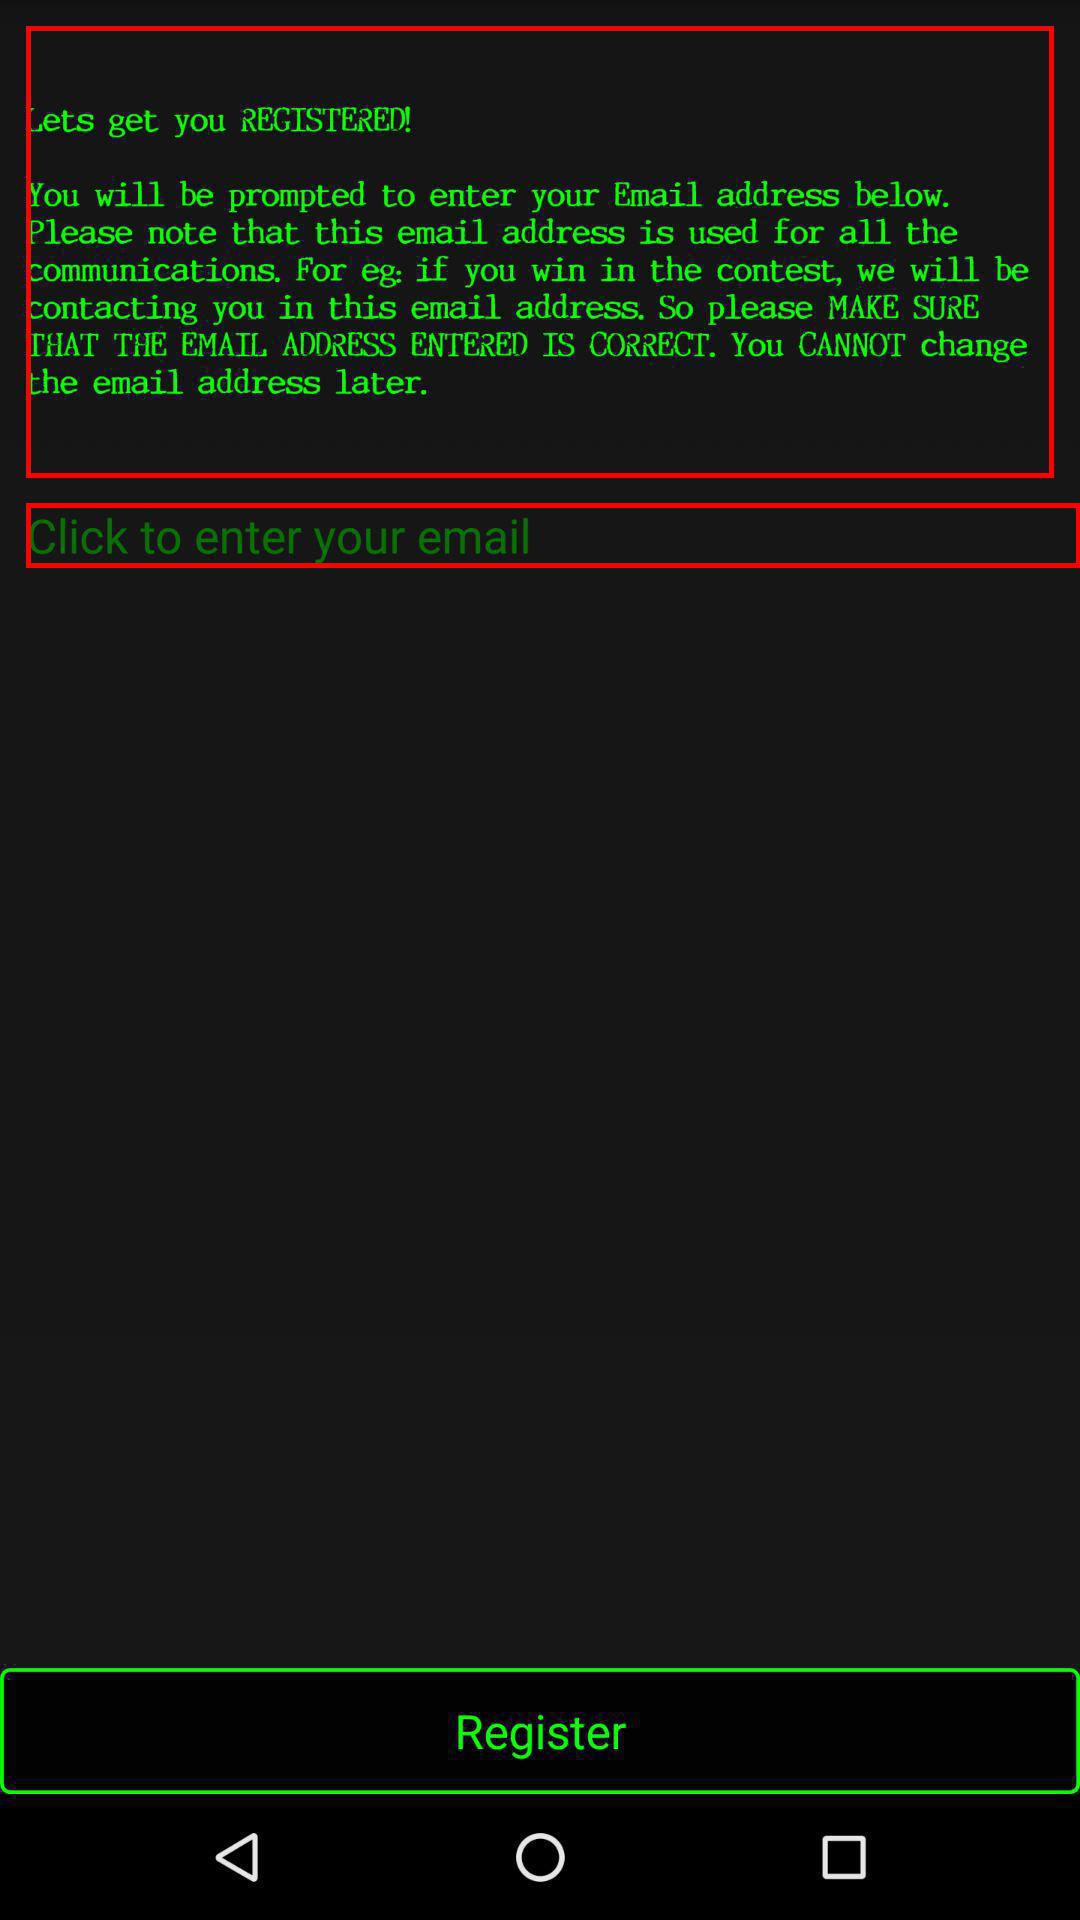 Lets get you REGISTERED!
You will be prompted to enter your Email address below.
Please note that this email address is used for all the
communications. For eg: if you win in the contest, we will be
contacting you in this email address. So please MAKE SURE
THAT THE EMAIL ADDRESS ENTERED IS CORRECT. You CANNOT change
the email address later.
Click to enter your email
Register